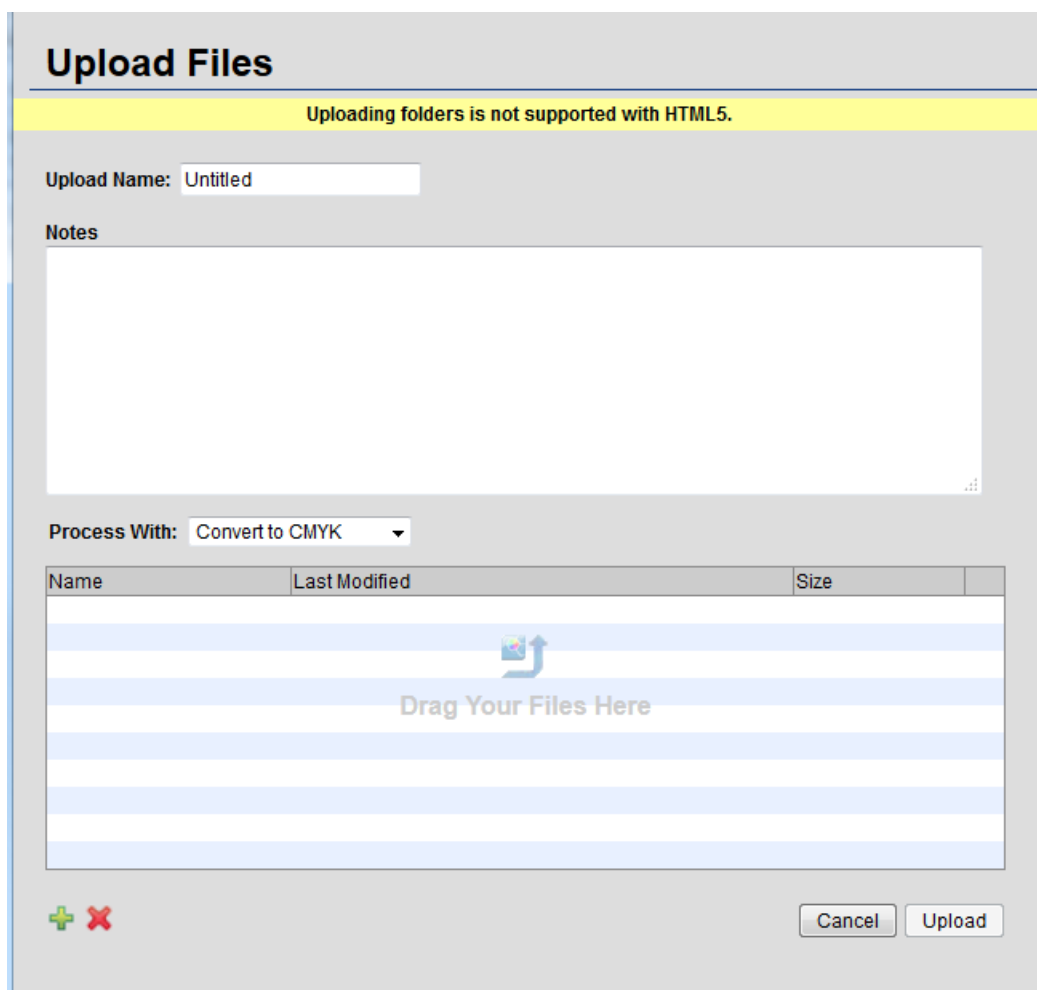 Upload Files
Uploading folders is not supported with HTML5.
Upload Name: Untitled
Notes
Process With: Convert to CMYK
Name Last Modified Size
Drag Your Files Here
Cancel Upload